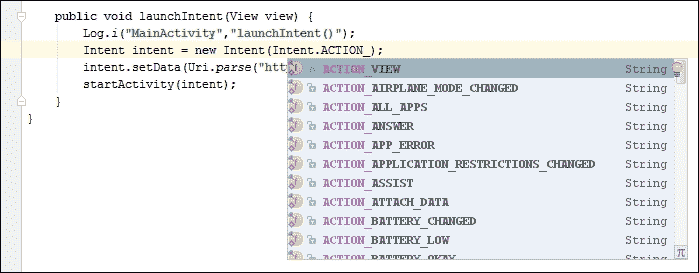 public void launchIntent(View view) {
Log.i("MainActivity","launchIntent()");
Intent intent = new Intent(Intent.ACTION_);
intent.setData(Uri.parse("htt
startActivity(intent);
}
}
ACTION_VIEW String
ACTION_AIRPLANE_MODE_CHANGED String
ACTION_ALL_APPS String
ACTION_ANSWER String
ACTION_APP_ERROR String
ACTION_APPLICATION_RESTRICTIONS_CHANGED String
ACTION_ASSIST String
ACTION_ATTACH_DATA String
ACTION_BATTERY_CHANGED String
ACTION_BATTERY_LOW String
ACTION_BATTERY_OKAY String
π